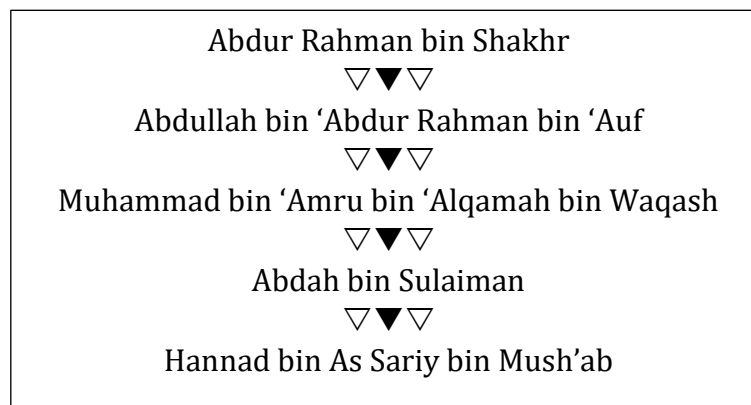 Abdur Rahman bin Shakhr
Abdullah bin ‘Abdur Rahman bin ‘Auf
Muhammad bin ‘Amru bin ‘Alqamah bin Waqash
Abdah bin Sulaiman
Hannad bin As Sariy bin Mush’ab